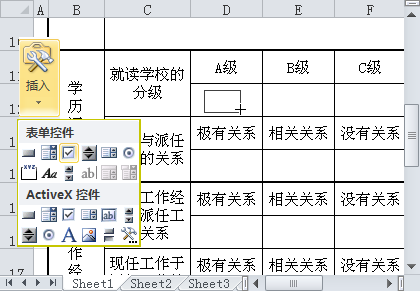 A B C D E F
插入
学
历
就读学校的
分级
A级 B级 C级
与派任
的关系
极有关系 相关关系 没有关系
表单控件
XYZ
Aa
ab|
工作经
派任工
关系
极有关系 相关关系 没有关系
ActiveX 控件
ab|
A
作
经
17
现任工作于
极有关系 相关关系 没有关系
Sheet1 Sheet2 Sheet3